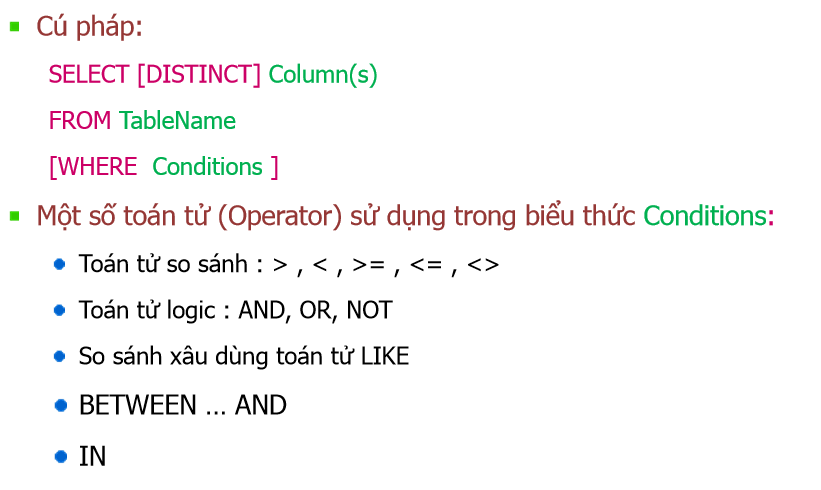 Cú pháp:
SELECT [DISTINCT] Column(s)
FROM TableName
[WHERE Conditions ]
Một số toán tử (Operator) sử dụng trong biểu thức Conditions:
Toán tử so sánh : > , < , >= , <= , <>
Toán tử logic : AND, OR, NOT
So sánh xâu dùng toán tử LIKE
BETWEEN ... AND
IN